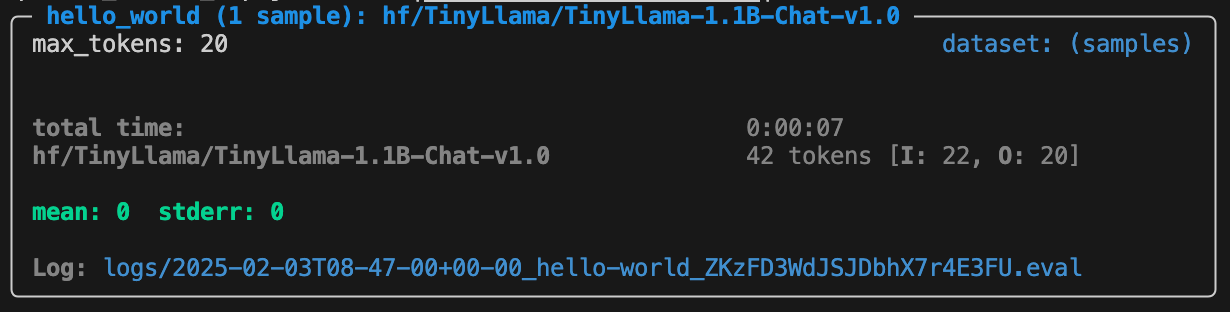 hello_world (1 sample): hf/TinyLlama/TinyLlama-1.1B-Chat-v1.0
max_tokens: 20 dataset: (samples)
total time: 0:00:07
hf/TinyLlama/TinyLlama-1.1B-Chat-v1.0 42 tokens [I: 22, O: 20]
mean: 0 stderr: 0
Log: logs/2025-02-03T08-47-00+00-00_hello-world_ZKzFD3WdJSJDbhX7r4E3FU.eval